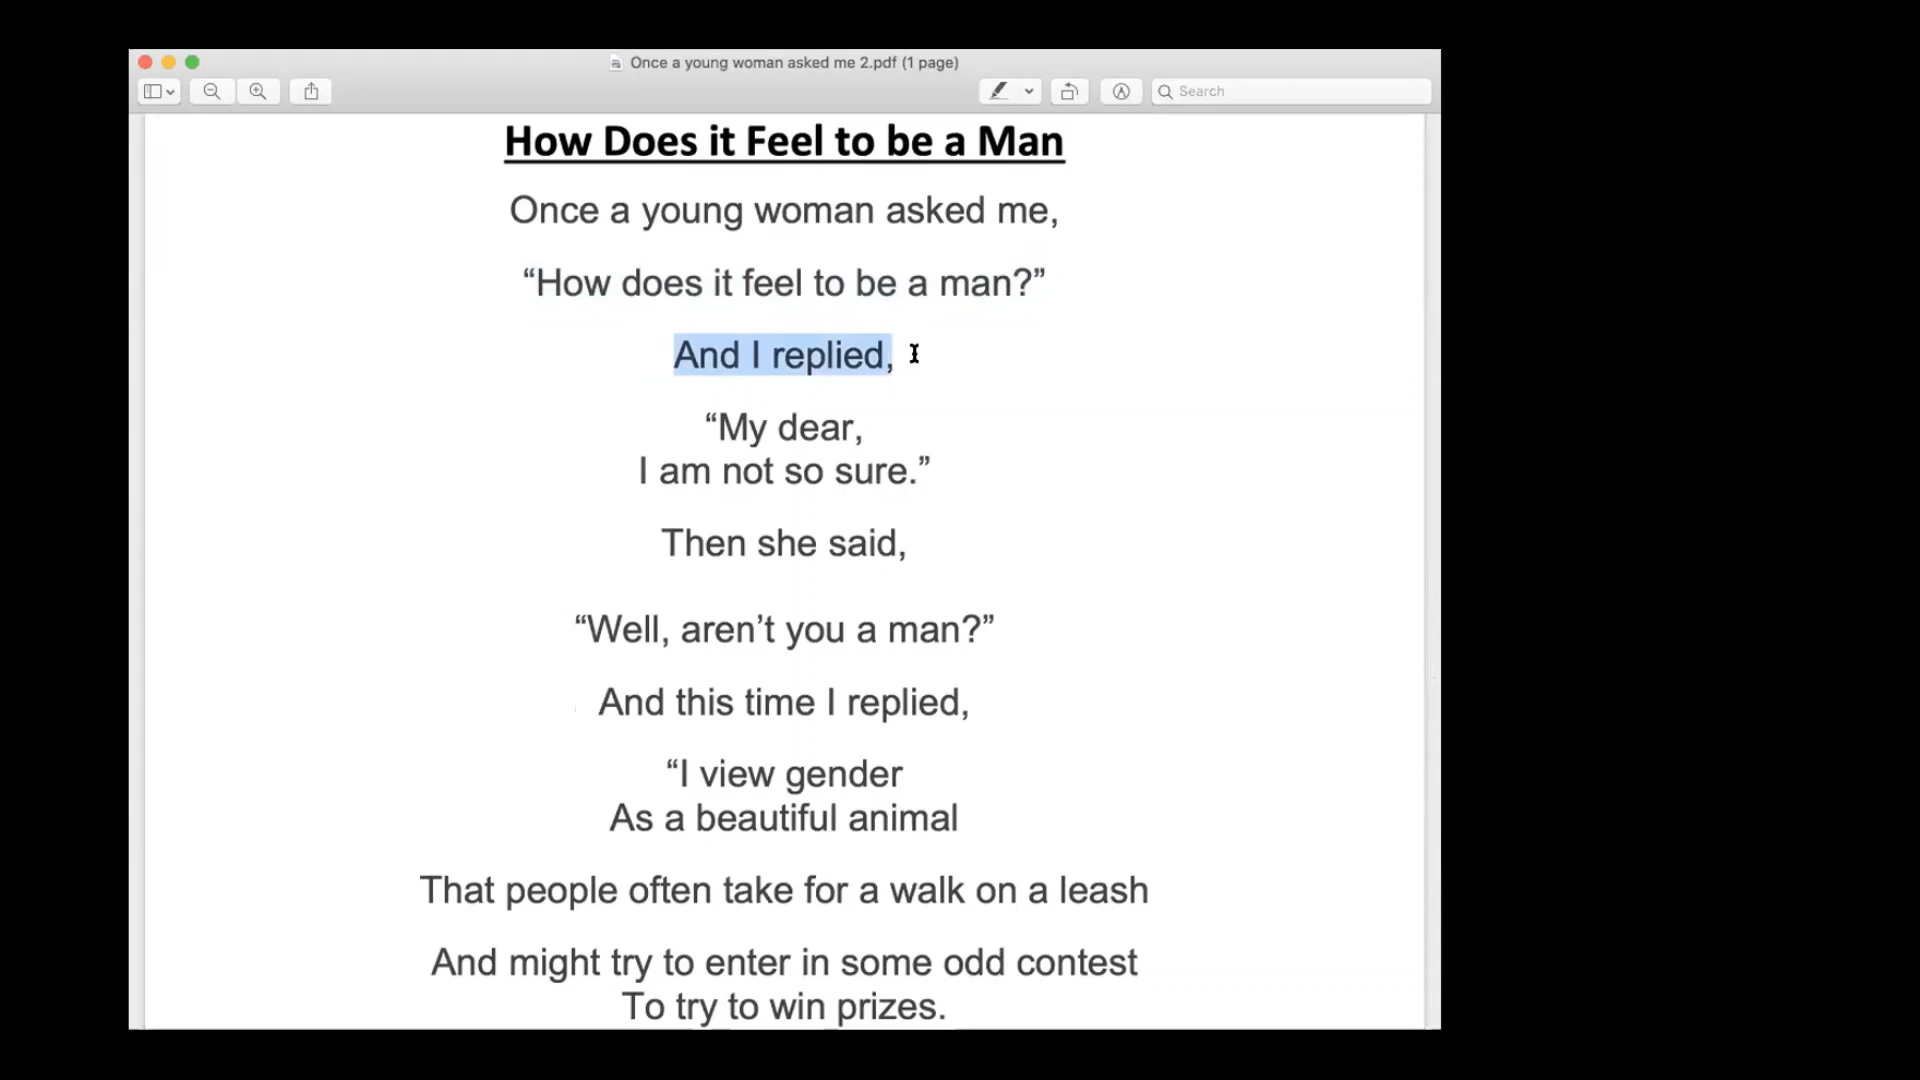 Once a young woman asked me 2.pdf (1 page)
Search
How Does it Feel to be a Man
Once a young woman asked me,
“How does it feel to be a man?”
And I replied,
“My dear,
I am not so sure.”
Then she said,
“Well, aren’t you a man?”
And this time I replied,
“I view gender
As a beautiful animal
That people often take for a walk on a leash
And might try to enter in some odd contest
To try to win prizes.